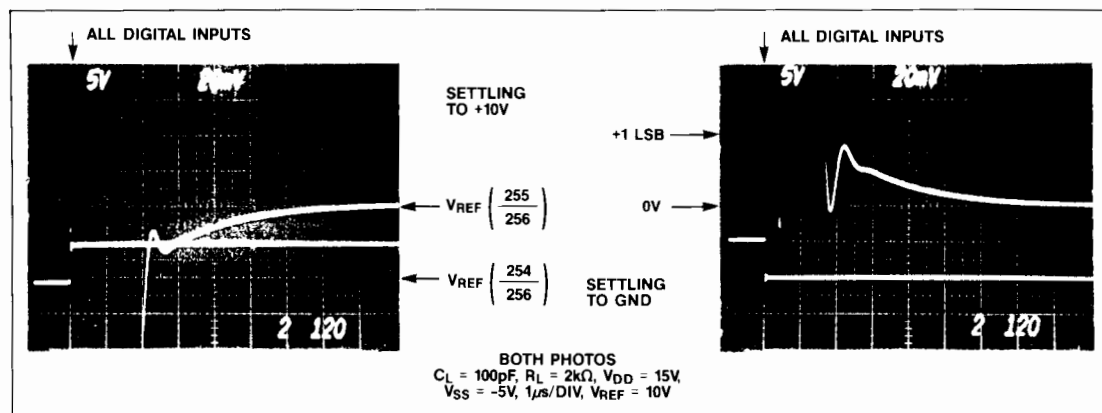 ALL DIGITAL INPUTS
5V 20mV
SETTLING
TO +10V
VREF (255/256)
VREF (254/256)
2 120
ALL DIGITAL INPUTS
5V 20mV
+1 LSB
0V
SETTLING
TO GND
2 120
BOTH PHOTOS
CL = 100pF, RL = 2kΩ, VDD = 15V,
VSS = -5V, 1μs/DIV, VREF = 10V